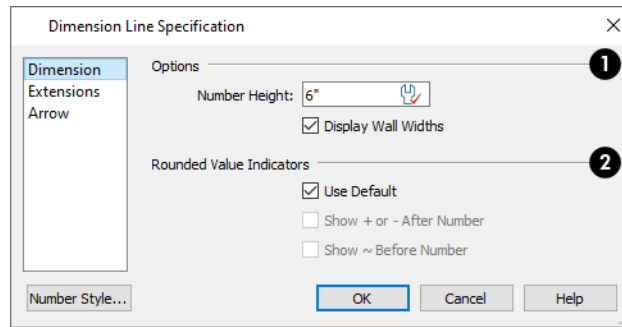 Dimension Line Specification
Dimension
Extensions
Arrow
Options
1
Number Height: 6"
Display Wall Widths
Rounded Value Indicators
2
Use Default
Show + or - After Number
Show ~ Before Number
Number Style...
OK
Cancel
Help